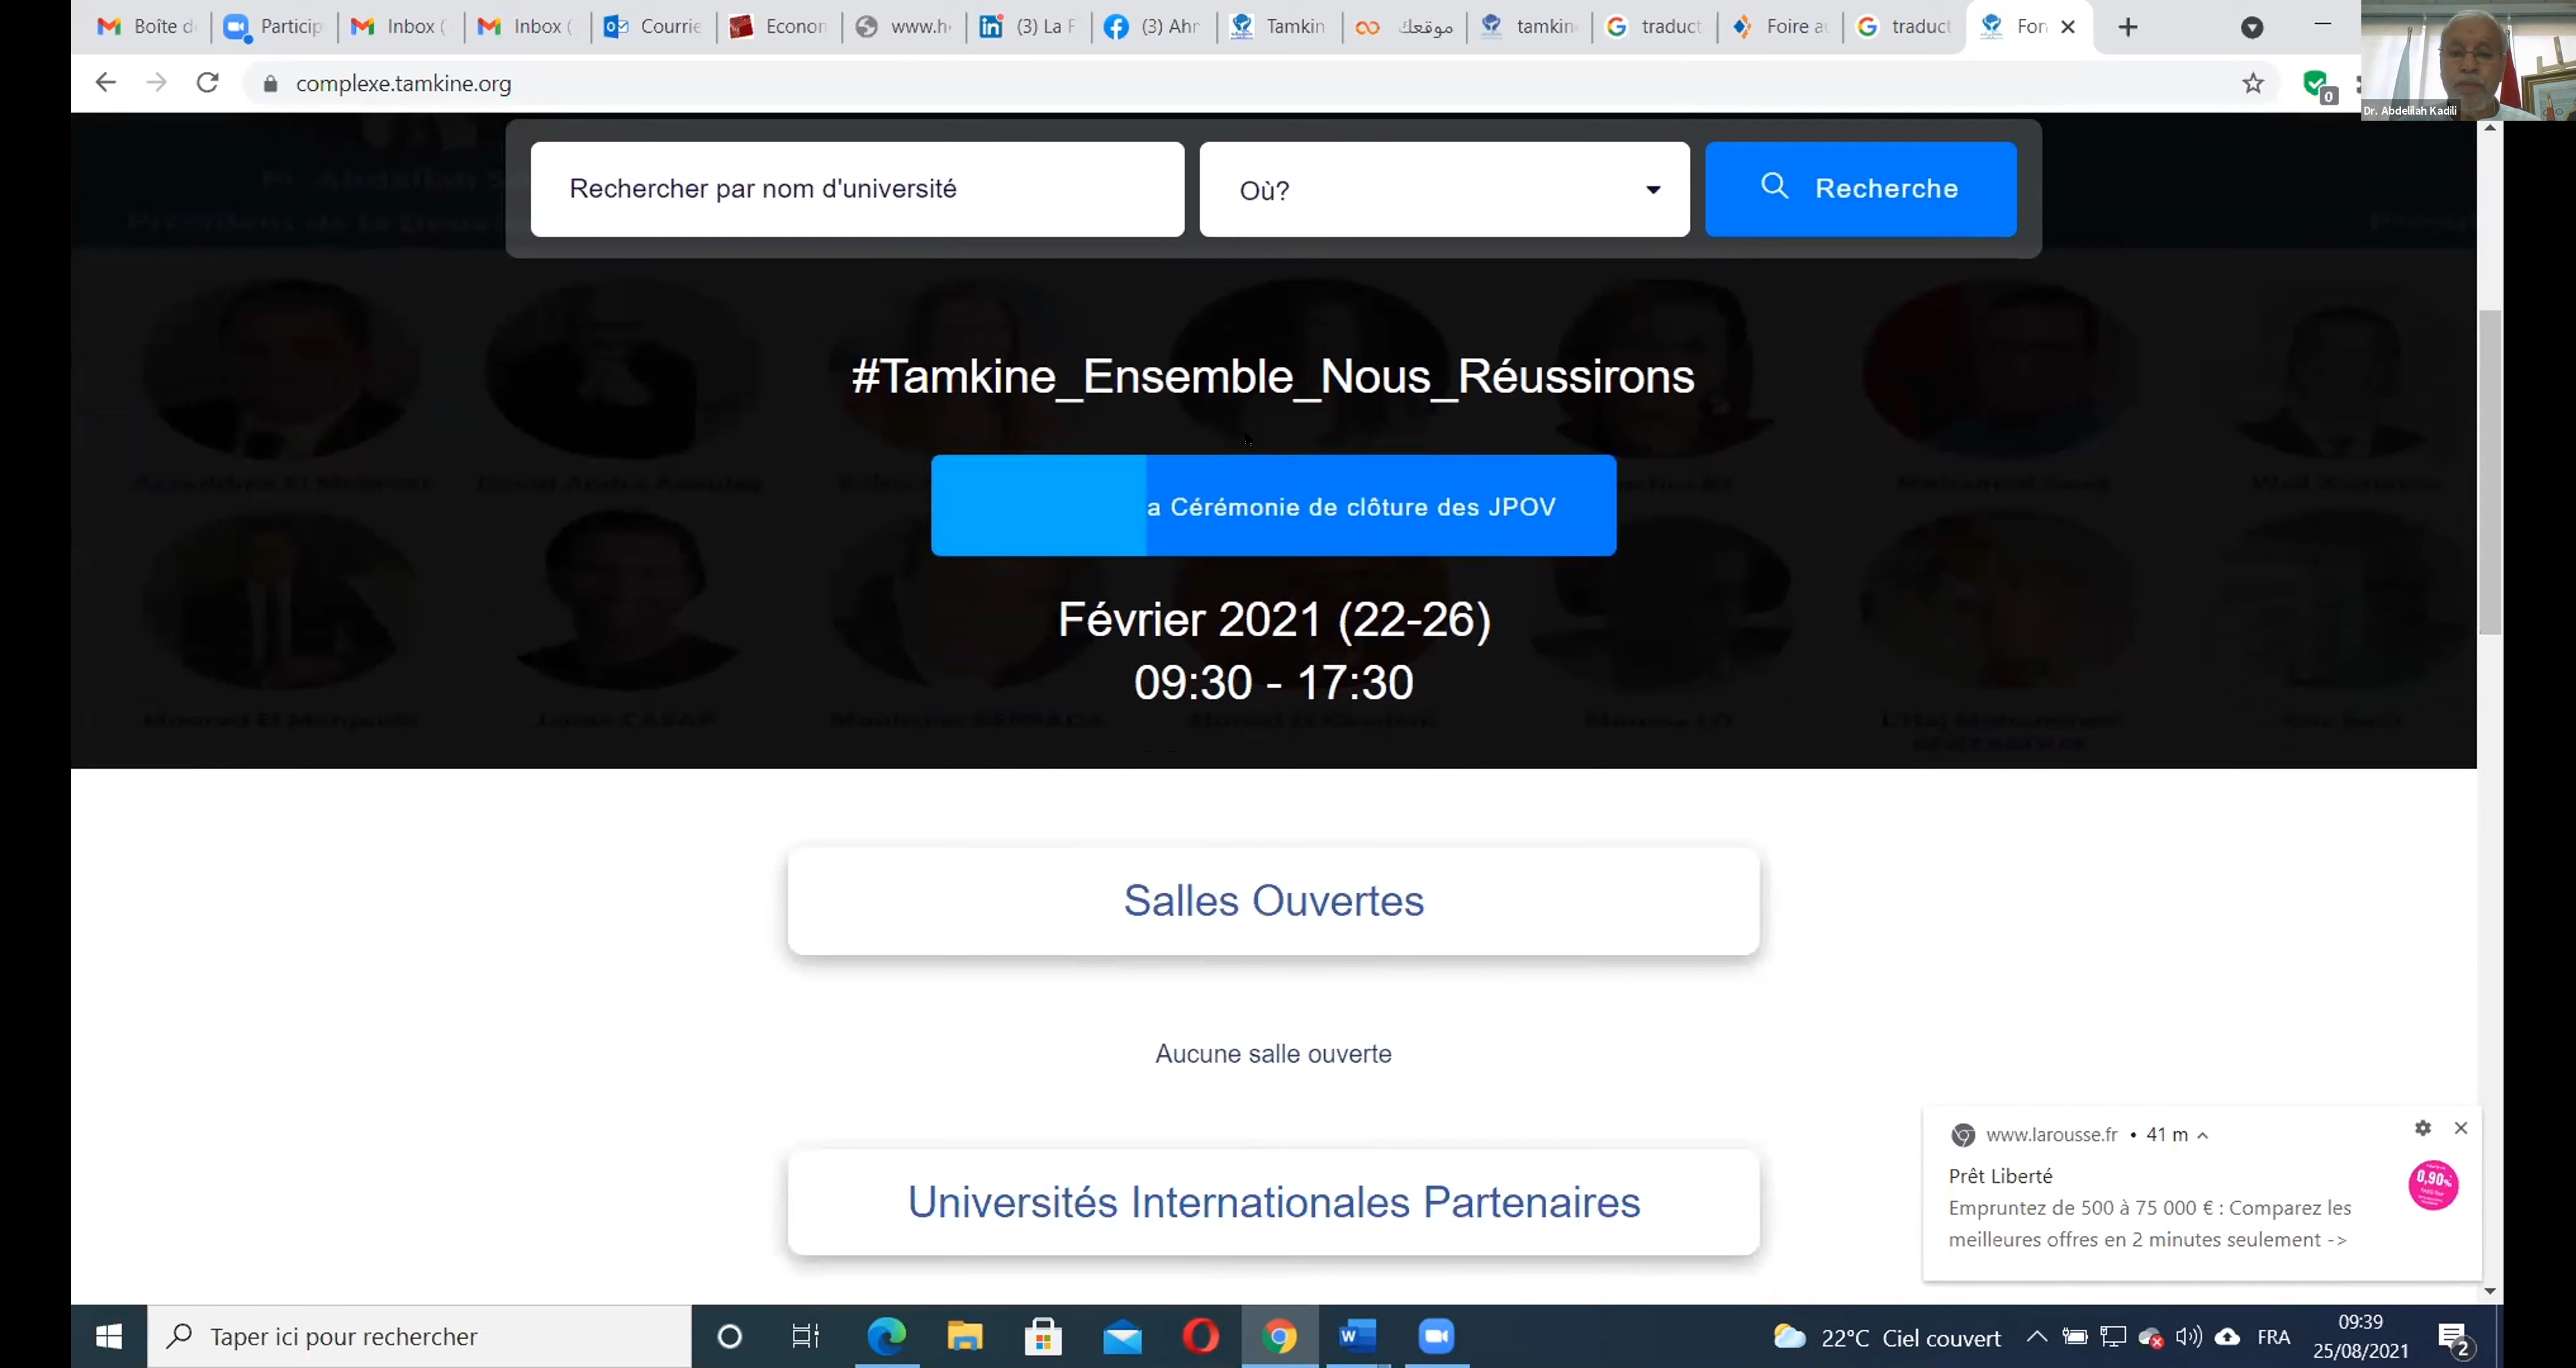 Boîte d
Particip
Inbox (
Inbox (
Courrie
Econon
www.h
(3) La F
(3) Ahr
Tamkin
موقعك
tamkin
traduct
Foire a
traduct
For
complexe.tamkine.org
0
Dr. Abdelilah Kadili
Rechercher par nom d'université
Où?
Recherche
#Tamkine_Ensemble_Nous_Réussirons
a Cérémonie de clôture des JPOV
Février 2021 (22-26)
09:30 - 17:30
Salles Ouvertes
Aucune salle ouverte
Universités Internationales Partenaires
www.larousse.fr • 41 m
Prêt Liberté
0,90%
Empruntez de 500 à 75 000 € : Comparez les
meilleures offres en 2 minutes seulement ->
Taper ici pour rechercher
22°C Ciel couvert
FRA
09:39
25/08/2021
2